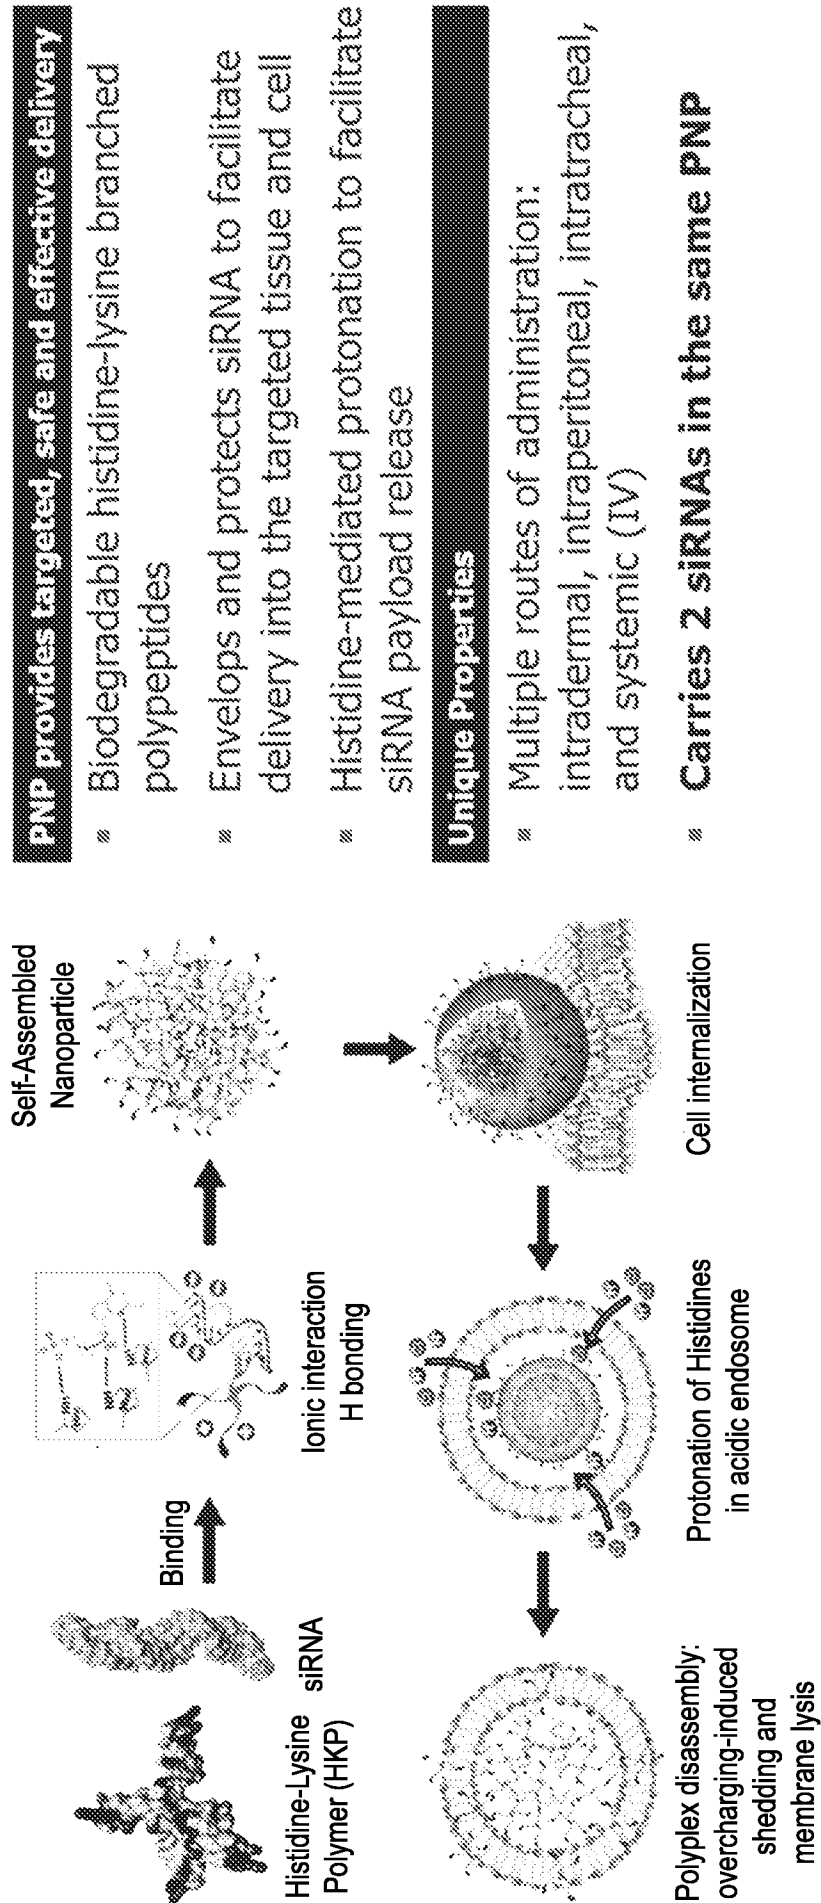 Histidine-Lysine
Polymer (HKP)
siRNA
Binding
Ionic interaction
H bonding
Self-Assembled
Nanoparticle
Cell internalization
Protonation of Histidines
in acidic endosome
Polyplex disassembly:
overcharging-induced
shedding and
membrane lysis
PNP provides targeted, safe and effective delivery
Biodegradable histidine-lysine branched
polypeptides
Envelops and protects siRNA to facilitate
delivery into the targeted tissue and cell
Histidine-mediated protonation to facilitate
siRNA payload release
Unique Properties
Multiple routes of administration:
intradermal, intraperitoneal, intratracheal,
and systemic (IV)
Carries 2 siRNAs in the same PNP